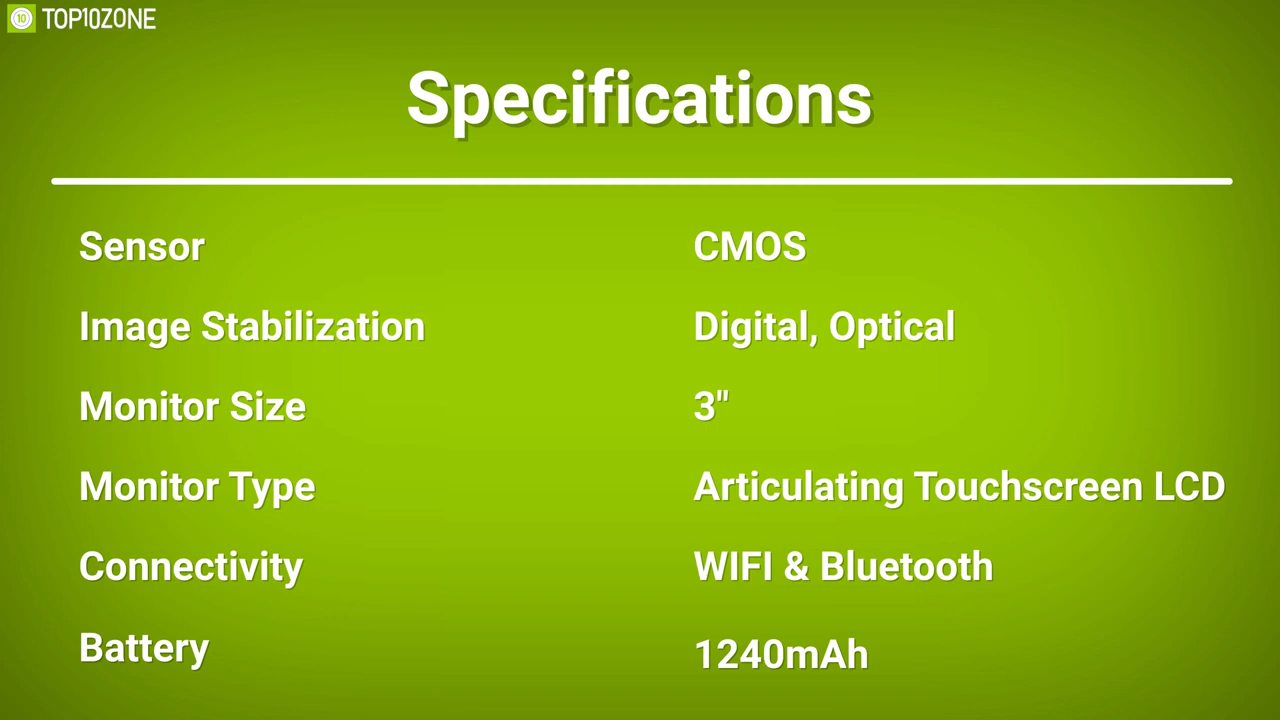 10 TOP10ZONE
Specifications
Sensor CMOS
Image Stabilization Digital, Optical
Monitor Size 3"
Monitor Type Articulating Touchscreen LCD
Connectivity WIFI & Bluetooth
Battery 1240mAh